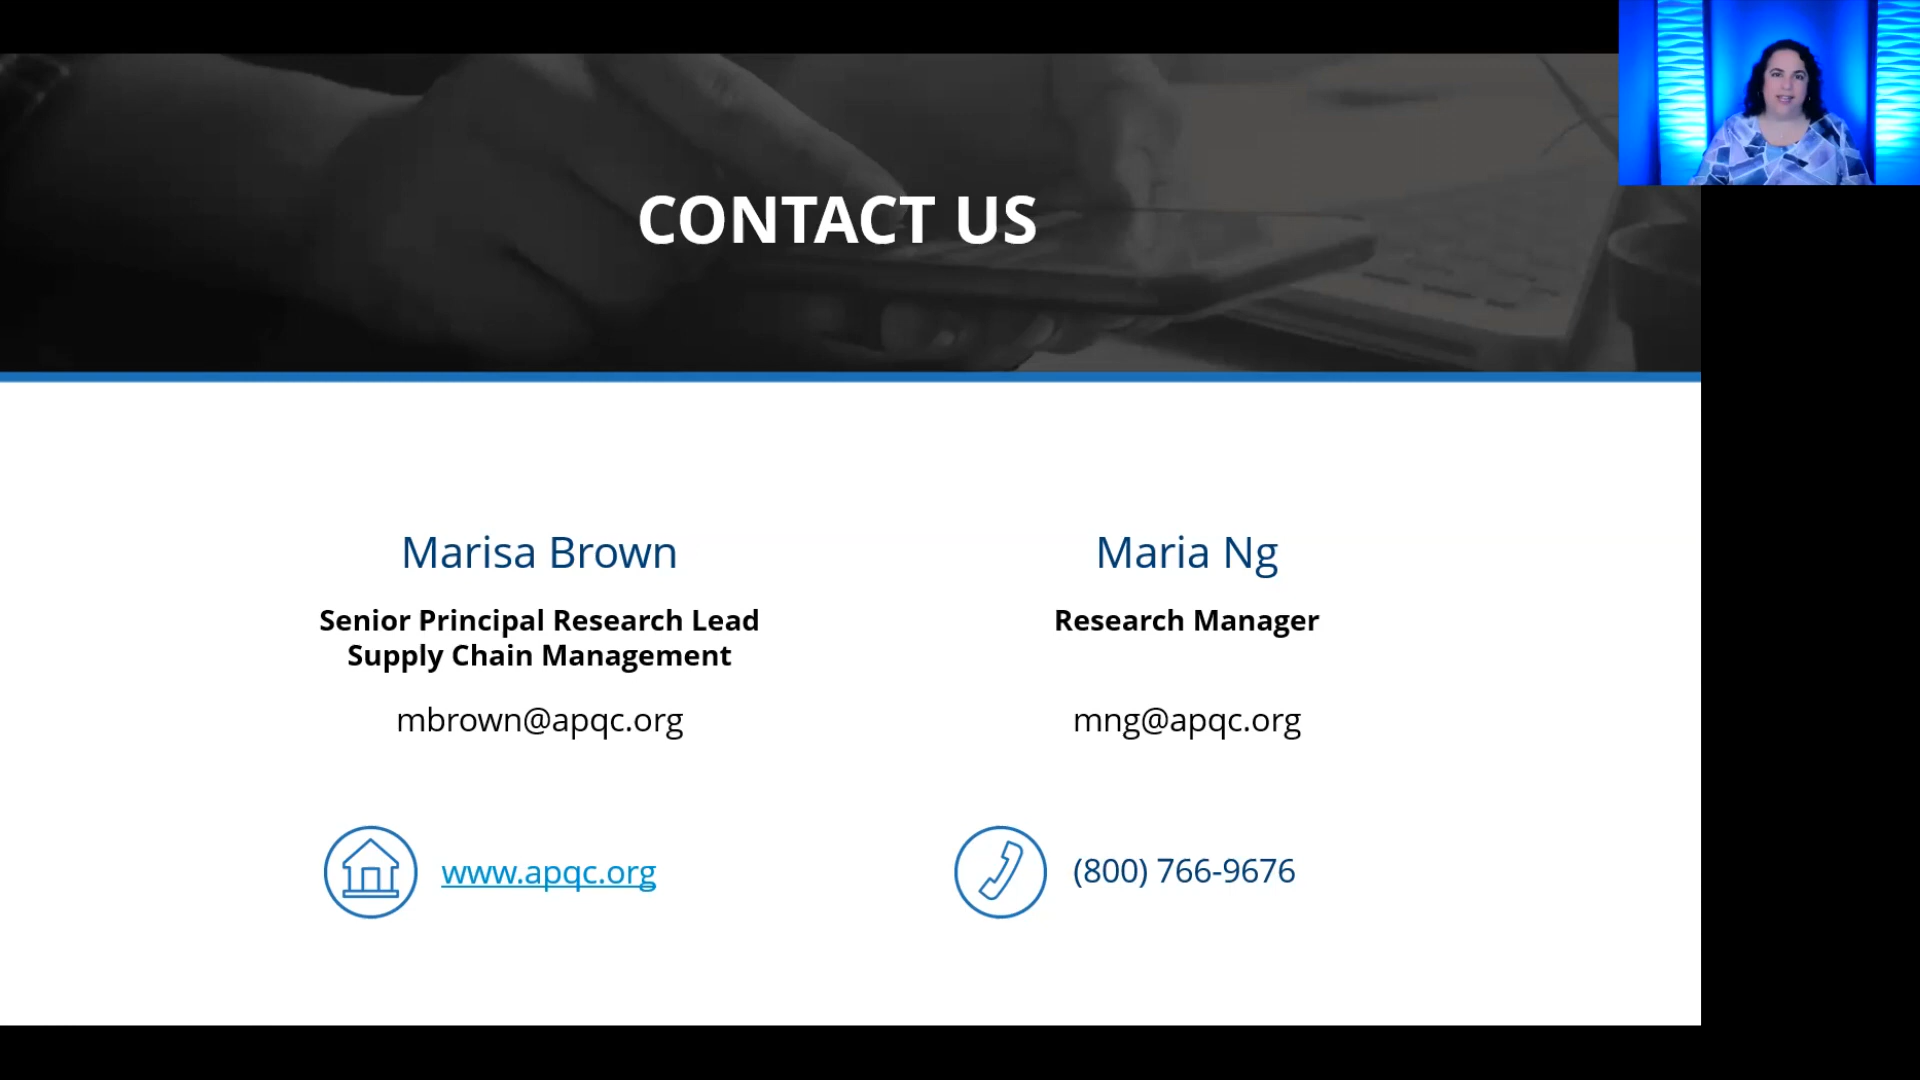 CONTACT US
Marisa Brown
Senior Principal Research Lead
Supply Chain Management
mbrown@apqc.org
Maria Ng
Research Manager
mng@apqc.org
www.apqc.org
(800) 766-9676